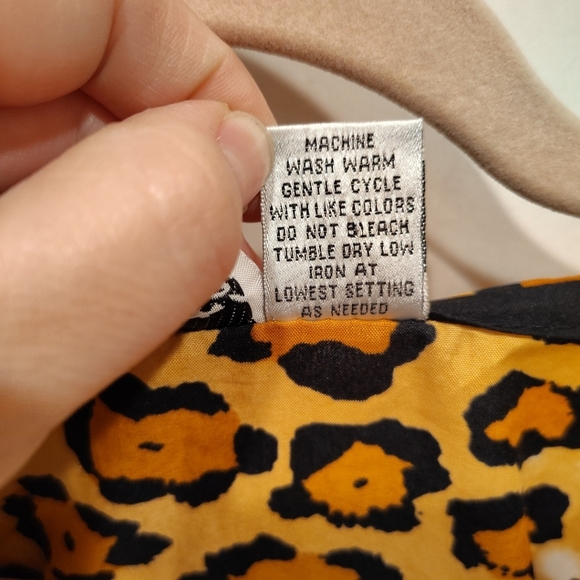 MACHINE
WASH WARM
GENTLE CYCLE
WITH LIKE COLORS
DO NOT BLEACH
TUMBLE DRY LOW
IRON AT
LOWEST SETTING
AS NEEDED